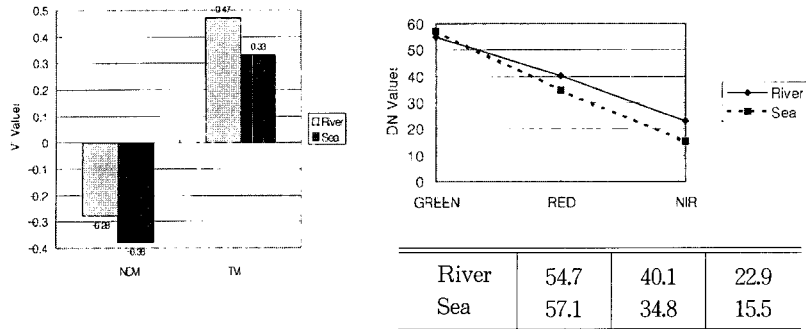 0.5
0.4
0.3
0.2
0.1
0
-0.1
-0.2
-0.3
-0.4
V Values
0.47
0.33
-0.28
-0.38
NDVI
TVI
River
Sea
60
50
40
30
20
10
0
DN Values
GREEN RED NIR
River
Sea
River 54.7 40.1 22.9
Sea 57.1 34.8 15.5